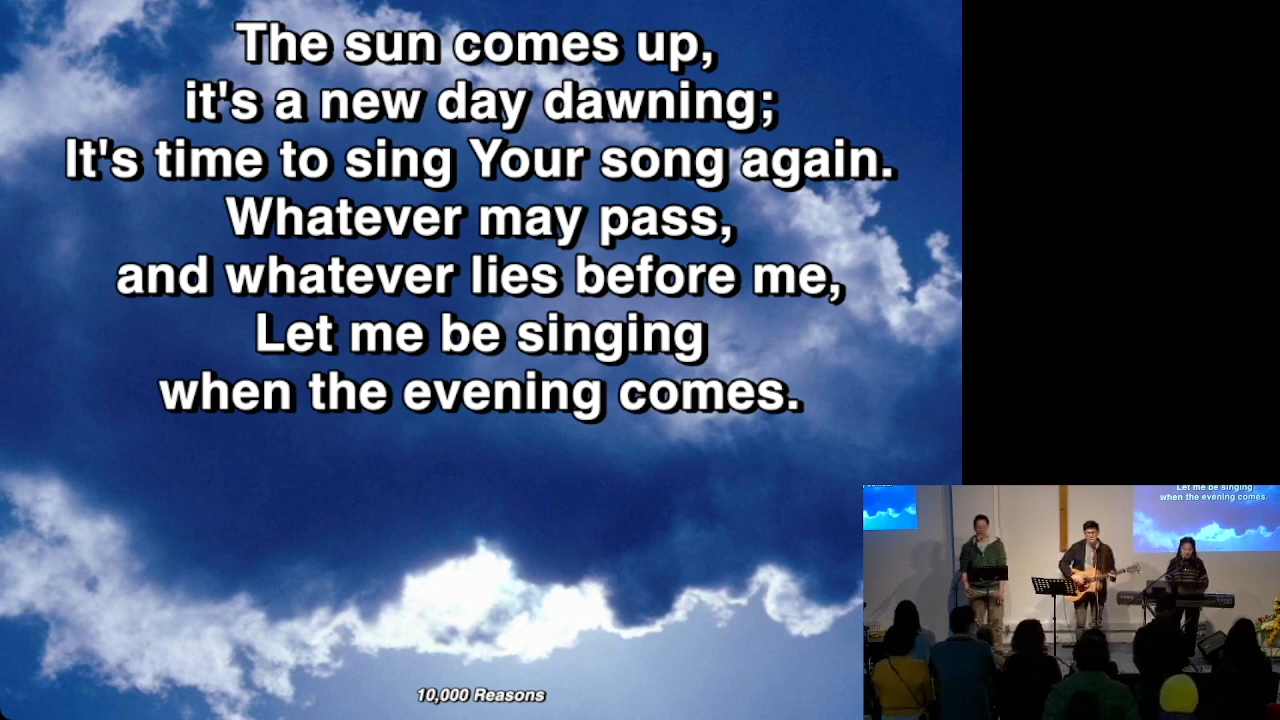 The sun comes up,
it's a new day dawning;
It's time to sing Your song again.
Whatever may pass,
and whatever lies before me,
Let me be singing
when the evening comes.
10,000 Reasons
Let me be singing
when the evening comes.